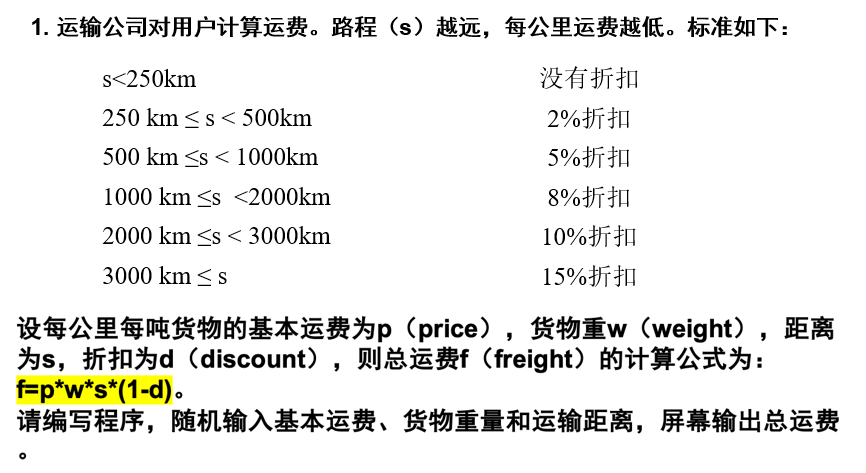 1. 运输公司对用户计算运费。路程（s）越远，每公里运费越低。标准如下：
s<250km 没有折扣
250 km ≤ s < 500km 2%折扣
500 km ≤s < 1000km 5%折扣
1000 km ≤s <2000km 8%折扣
2000 km ≤s < 3000km 10%折扣
3000 km ≤ s 15%折扣
设每公里每吨货物的基本运费为p（price），货物重w（weight），距离
为s，折扣为d（discount），则总运费f（freight）的计算公式为：
f=p*w*s*(1-d)。
请编写程序，随机输入基本运费、货物重量和运输距离，屏幕输出总运费
。